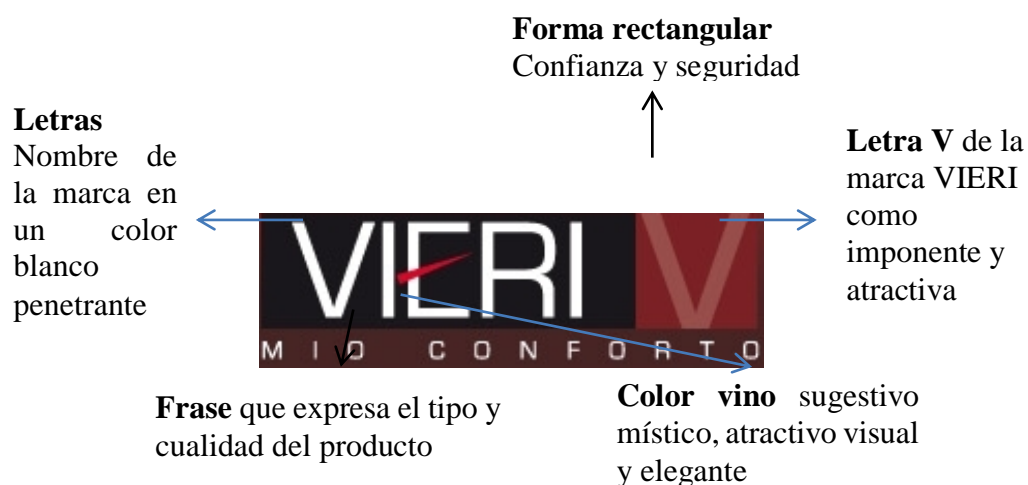 Forma rectangular
Confianza y seguridad
Letras
Nombre de
la marca en
un color
blanco
penetrante
Letra V de la
marca VIERI
como
imponente y
atractiva
VIERI V
MIO CONFORTO
Frase que expresa el tipo y
cualidad del producto
Color vino sugestivo
místico, atractivo visual
y elegante